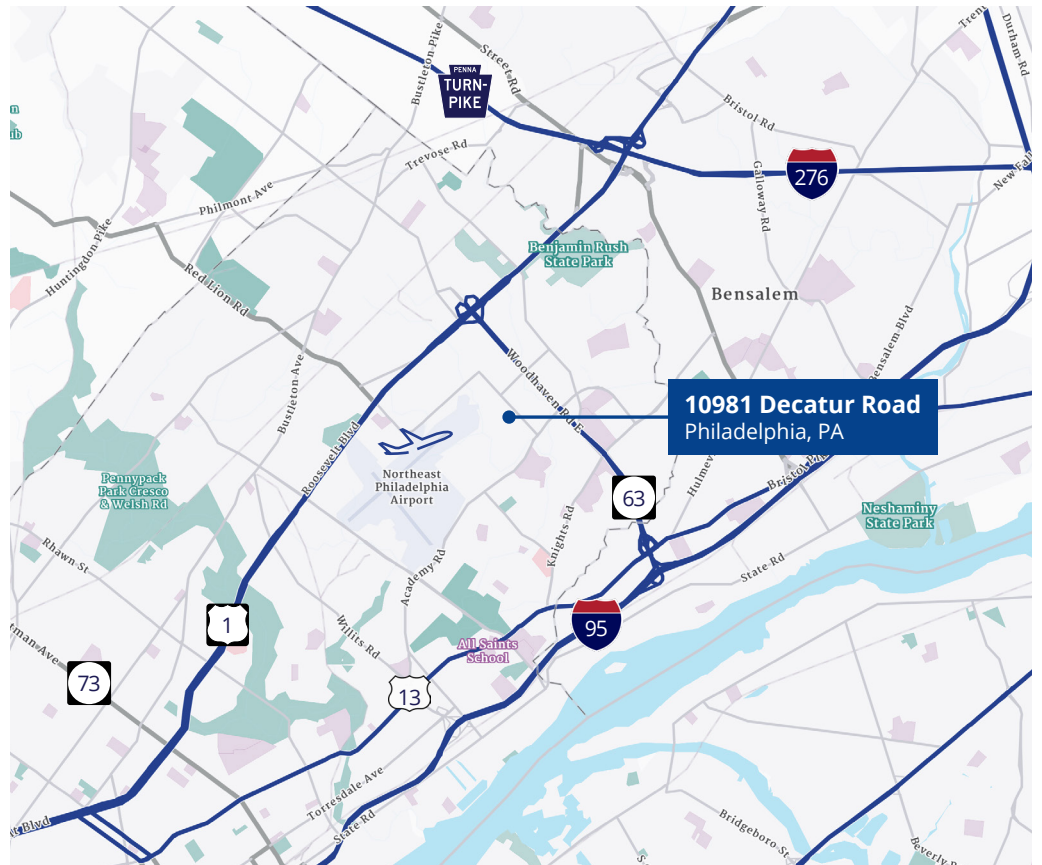 Bustleton Pike
Street Rd
PENNA
TURN-
PIKE
Durham Rd
Bristol Rd
Trevose Rd
Galloway Rd
276
Philmont Ave
Huntingdon Pike
Benjamin Rush
State Park
Red Lion Rd
Bensalem
Bensalem Blvd
Woodhaven Rd E
Bustleton Ave
10981 Decatur Road
Philadelphia, PA
Roosevelt Blvd
Northeast
Philadelphia
Airport
Pennypack
Park Cresco
& Welsh Rd
63
Neshaminy
State Park
Knights Rd
State Rd
Rhawn St
Academy Rd
1
95
Willits Rd
All Saints
School
73
13
Torresdale Ave
State Rd
Blvd
Bridgeboro St